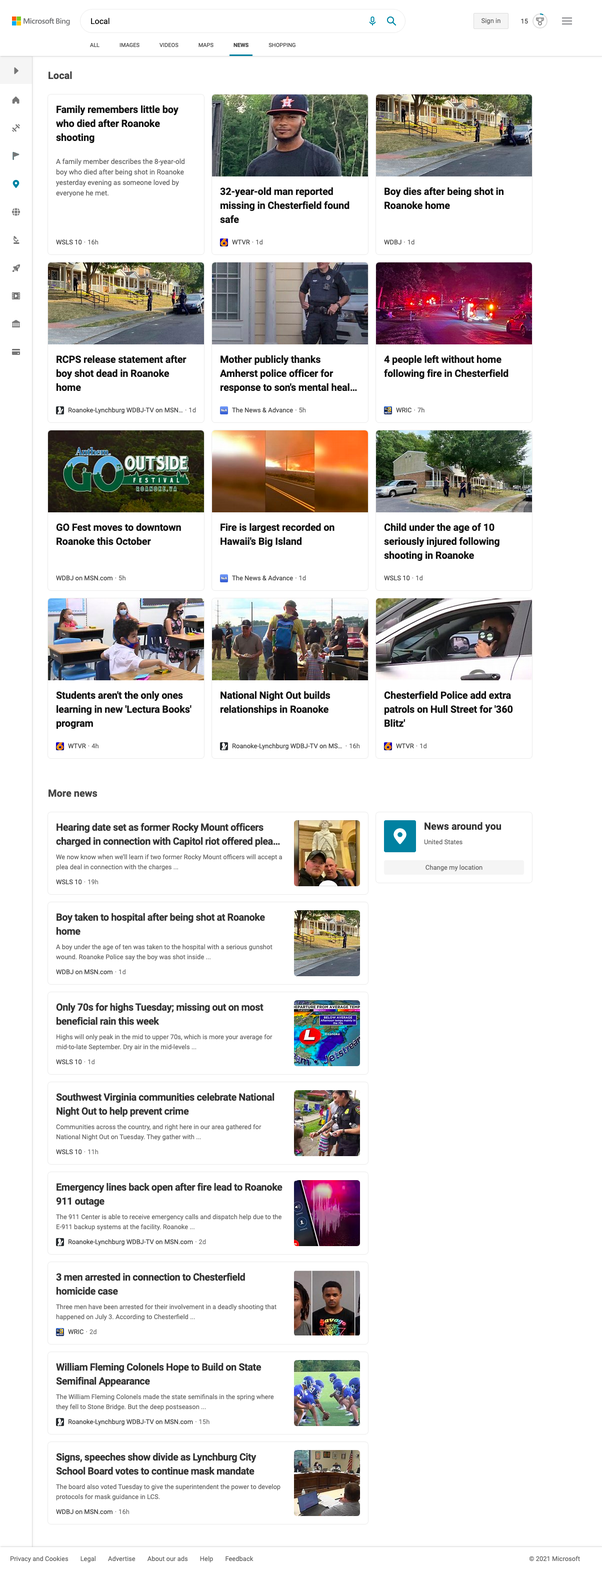 Microsoft Bing
Local
Sign in
15
ALL
IMAGES
VIDEOS
MAPS
NEWS
SHOPPING
Local
Family remembers little boy
who died after Roanoke
shooting
A family member describes the 8-year-old
boy who died after being shot in Roanoke
yesterday evening as someone loved by
everyone he met.
WSLS 10 · 16h
32-year-old man reported
missing in Chesterfield found
safe
WTVR · 1d
Boy dies after being shot in
Roanoke home
WDBJ · 1d
RCPS release statement after
boy shot dead in Roanoke
home
Roanoke-Lynchburg WDBJ-TV on MSN... · 1d
Mother publicly thanks
Amherst police officer for
response to son's mental heal...
The News & Advance · 5h
4 people left without home
following fire in Chesterfield
WRIC · 7h
Anthem
GO OUTSIDE
FESTIVAL
ROANOKE, VA
GO Fest moves to downtown
Roanoke this October
WDBJ on MSN.com · 5h
Fire is largest recorded on
Hawaii's Big Island
The News & Advance · 1d
Child under the age of 10
seriously injured following
shooting in Roanoke
WSLS 10 · 1d
Students aren't the only ones
learning in new 'Lectura Books'
program
WTVR · 4h
National Night Out builds
relationships in Roanoke
Roanoke-Lynchburg WDBJ-TV on MS... · 16h
Chesterfield Police add extra
patrols on Hull Street for '360
Blitz'
WTVR · 1d
More news
Hearing date set as former Rocky Mount officers
charged in connection with Capitol riot offered plea...
We now know when we'll learn if two former Rocky Mount officers will accept a
plea deal in connection with the charges ...
WSLS 10 · 19h
News around you
United States
Change my location
Boy taken to hospital after being shot at Roanoke
home
A boy under the age of ten was taken to the hospital with a serious gunshot
wound. Roanoke Police say the boy was shot inside ...
WDBJ on MSN.com · 1d
Only 70s for highs Tuesday; missing out on most
beneficial rain this week
Highs will only peak in the mid to upper 70s, which is more your average for
mid-to-late September. Dry air in the mid-levels ...
WSLS 10 · 1d
DEPARTURE FROM AVERAGE TEMP
BELOW AVERAGE
L
Jet stream
Southwest Virginia communities celebrate National
Night Out to help prevent crime
Communities across the country, and right here in our area gathered for
National Night Out on Tuesday. They gather with ...
WSLS 10 · 11h
Emergency lines back open after fire lead to Roanoke
911 outage
The 911 Center is able to receive emergency calls and dispatch help due to the
E-911 backup systems at the facility. Roanoke ...
Roanoke-Lynchburg WDBJ-TV on MSN.com · 2d
3 men arrested in connection to Chesterfield
homicide case
Three men have been arrested for their involvement in a deadly shooting that
happened on July 3. According to Chesterfield ...
WRIC · 2d
William Fleming Colonels Hope to Build on State
Semifinal Appearance
The William Fleming Colonels made the state semifinals in the spring where
they fell to Stone Bridge. But the deep postseason ...
Roanoke-Lynchburg WDBJ-TV on MSN.com · 15h
Signs, speeches show divide as Lynchburg City
School Board votes to continue mask mandate
The board also voted Tuesday to give the superintendent the power to develop
protocols for mask guidance in LCS.
WDBJ on MSN.com · 16h
Privacy and Cookies
Legal
Advertise
About our ads
Help
Feedback
© 2021 Microsoft